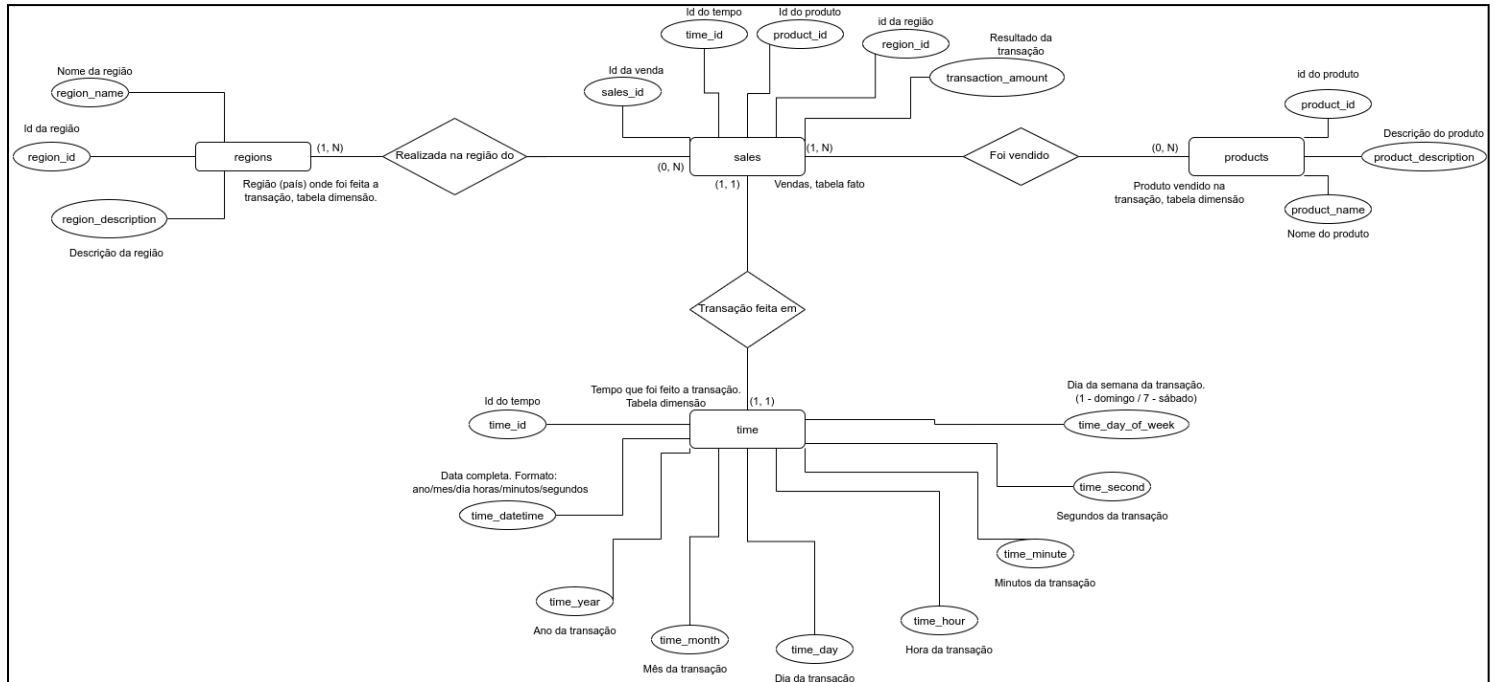 Id do tempo
time_id
Id do produto
product_id
id da região
region_id
Resultado da
transação
transaction_amount
Id da venda
sales_id
Nome da região
region_name
Id da região
region_id
region_description
Descrição da região
regions
(1, N)
Região (país) onde foi feita a
transação, tabela dimensão.
Realizada na região do
(0, N)
sales
(1, N)
(1, 1)
Vendas, tabela fato
Foi vendido
(0, N)
products
Produto vendido na
transação, tabela dimensão
id do produto
product_id
Descrição do produto
product_description
product_name
Nome do produto
Transação feita em
Tempo que foi feito a transação.
Tabela dimensão
(1, 1)
time
Id do tempo
time_id
Data completa. Formato:
ano/mes/dia horas/minutos/segundos
time_datetime
time_year
Ano da transação
time_month
Mês da transação
time_day
Dia da transação
time_hour
Hora da transação
time_minute
Minutos da transação
time_second
Segundos da transação
Dia da semana da transação.
(1 - domingo / 7 - sábado)
time_day_of_week